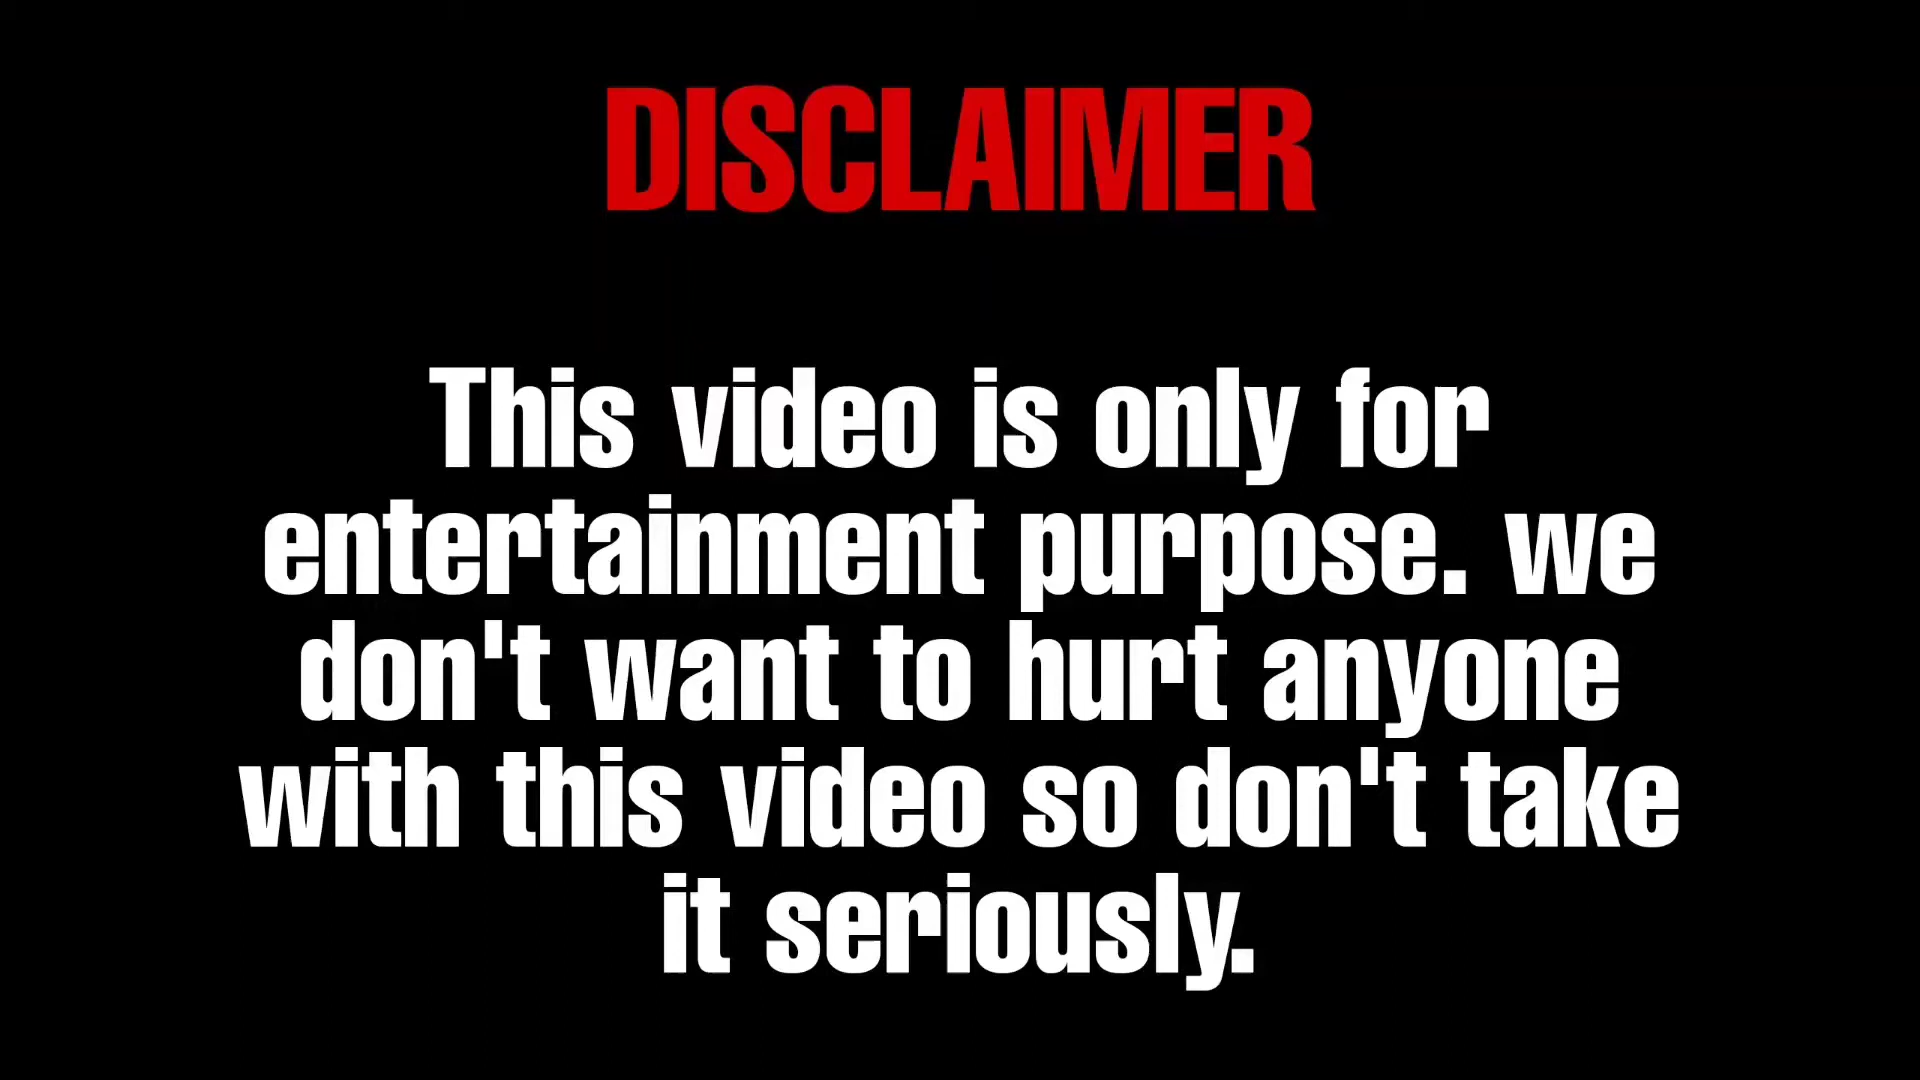 DISCLAIMER
This video is only for
entertainment purpose. we
don't want to hurt anyone
with this video so don't take
it seriously.